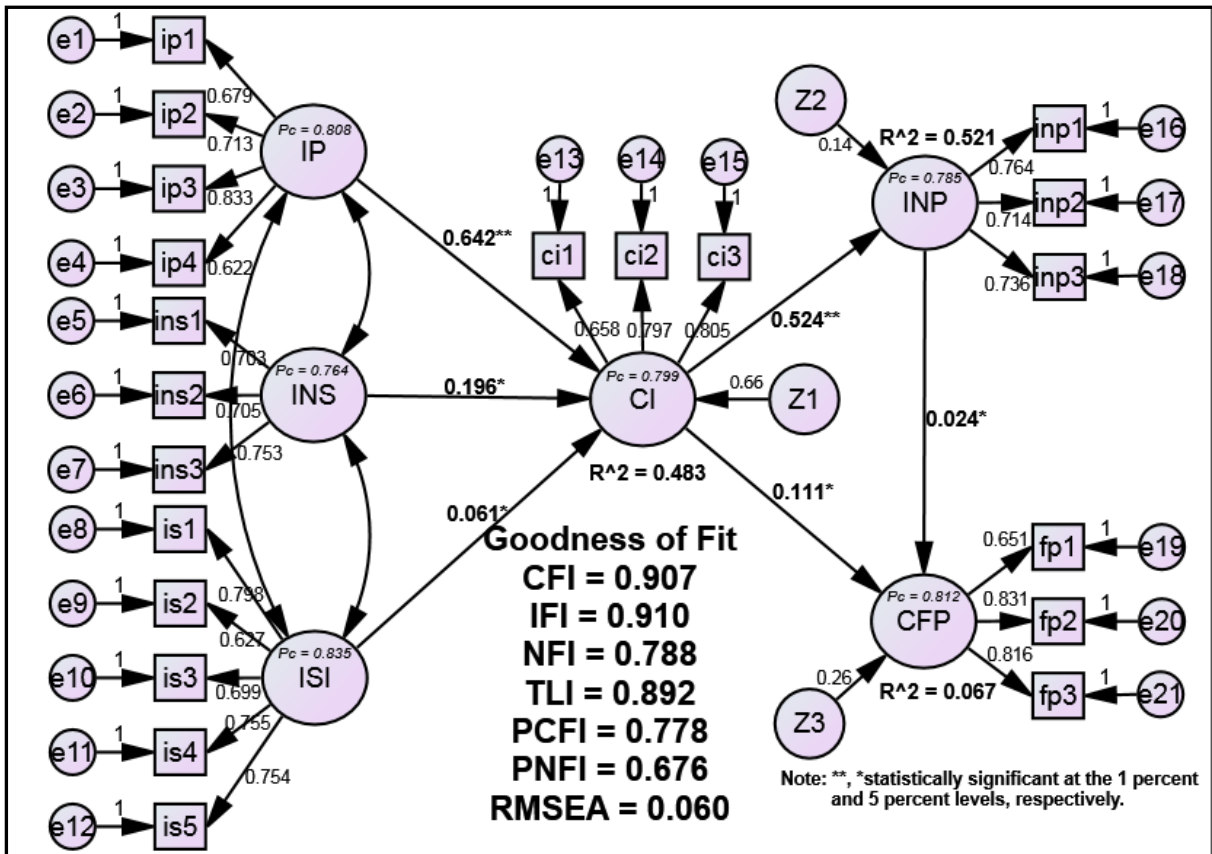 e1 1 ip1
e2 1 ip2
e3 1 ip3
e4 1 ip4
e5 1 ins1
e6 1 ins2
e7 1 ins3
e8 1 is1
e9 1 is2
e10 1 is3
e11 1 is4
e12 1 is5
0.679
0.713
0.833
0.622
Pc = 0.808
IP
0.703
0.705
0.753
Pc = 0.764
INS
0.798
0.627
0.699
0.755
0.754
Pc = 0.835
ISI
0.642**
0.196*
0.061*
e13 e14 e15
1 1 1
ci1 ci2 ci3
0.658 0.797 0.805
Pc = 0.799
CI
R^2 = 0.483
0.66 Z1
0.524**
0.111*
Z2
0.14
R^2 = 0.521
Pc = 0.785
INP
0.764
0.714
0.736
inp1 1 e16
inp2 1 e17
inp3 1 e18
0.024*
Pc = 0.812
CFP
R^2 = 0.067
0.26
Z3
0.651
0.831
0.816
fp1 1 e19
fp2 1 e20
fp3 1 e21
Goodness of Fit
CFI = 0.907
IFI = 0.910
NFI = 0.788
TLI = 0.892
PCFI = 0.778
PNFI = 0.676
RMSEA = 0.060
Note: **, *statistically significant at the 1 percent
and 5 percent levels, respectively.